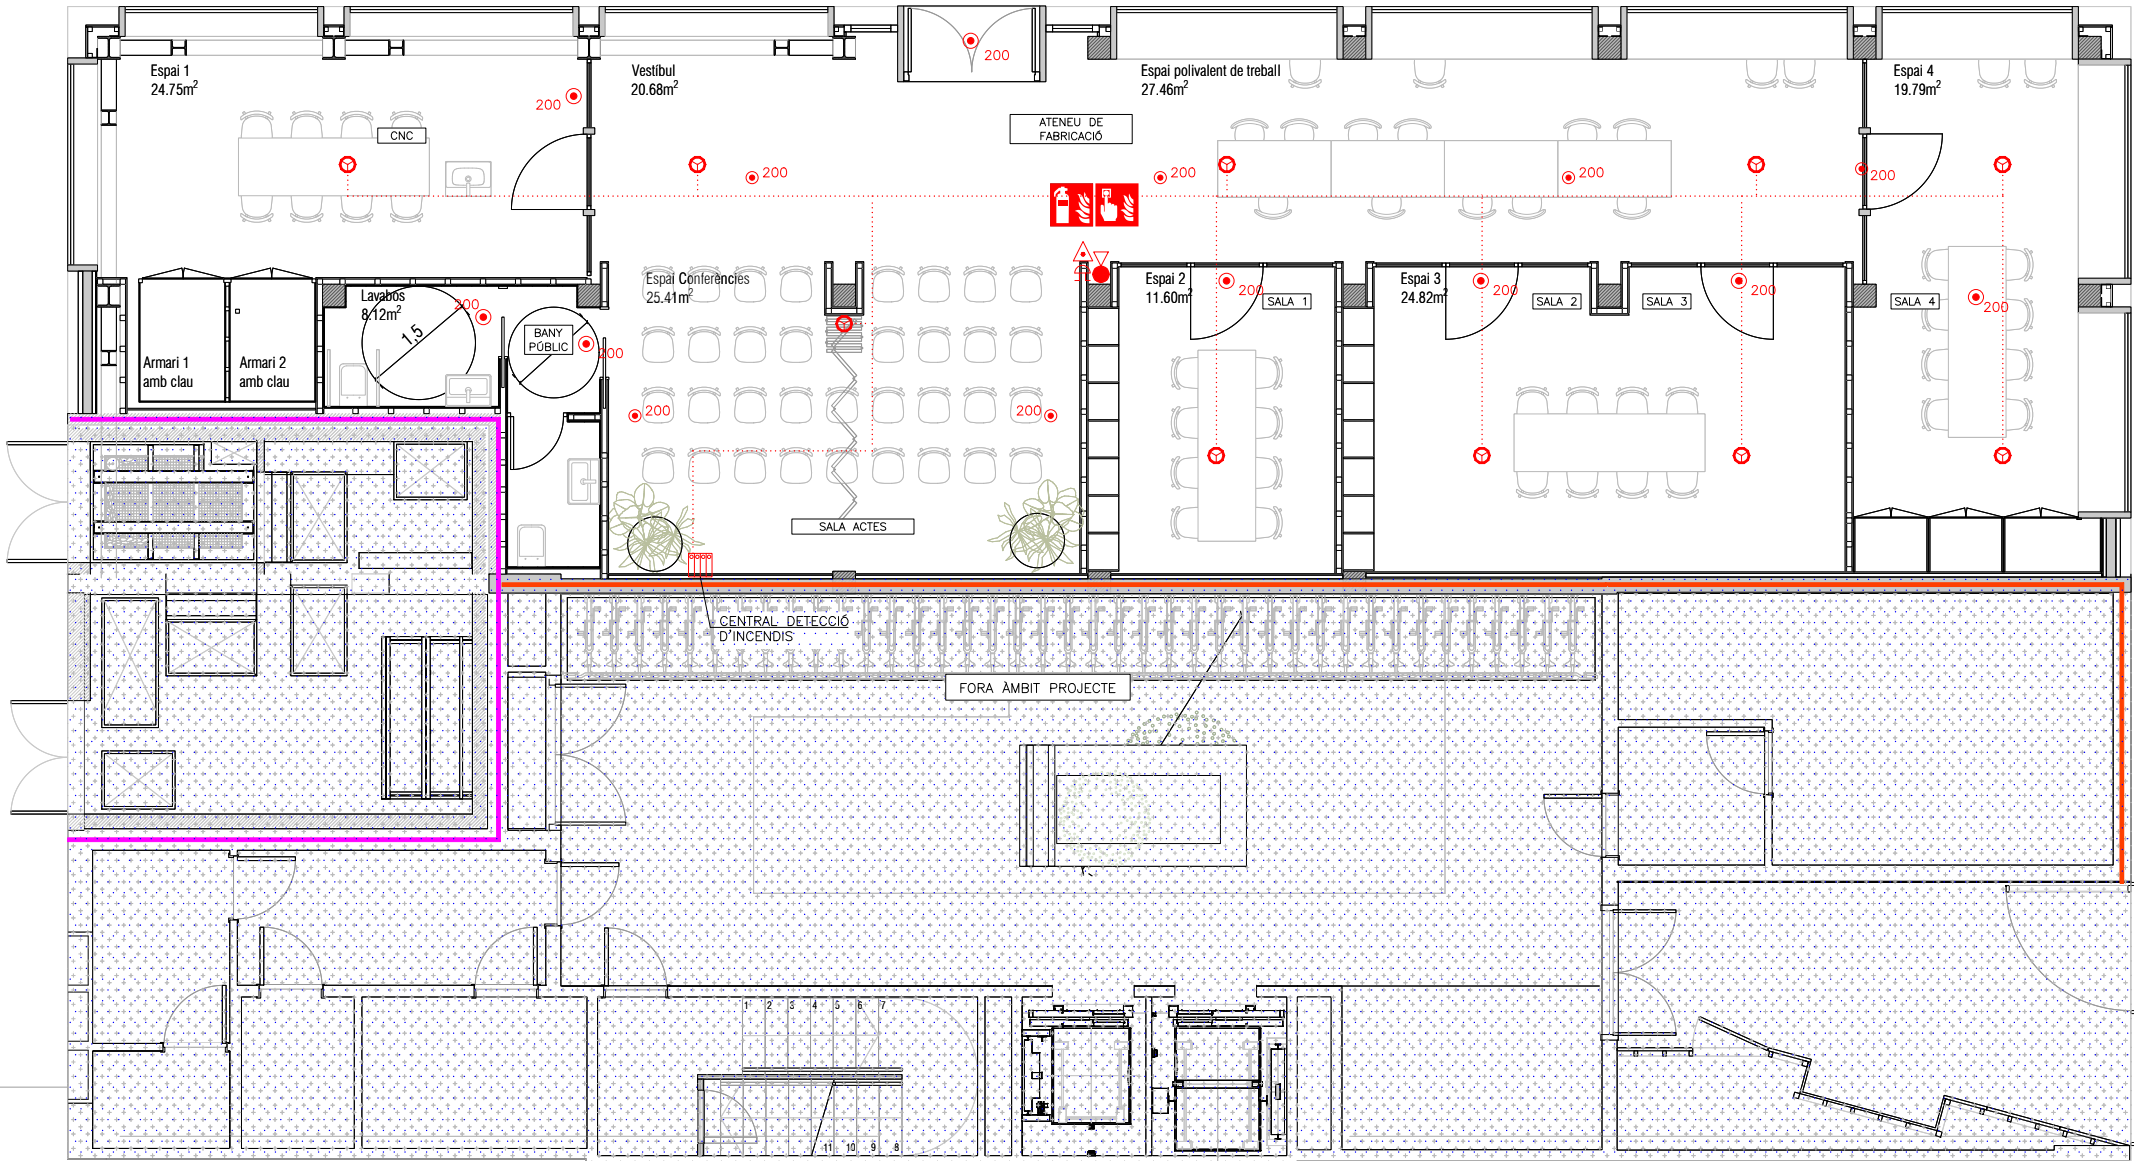 200
Espai 1
24.75m²
Vestíbul
20.68m²
Espai polivalent de treball
27.46m²
Espai 4
19.79m²
200
CNC
ATENEU DE
FABRICACIÓ
200
200
200
200
Espai Conferències
25.41m²
Espai 2
11.60m²
Espai 3
24.82m²
Lavabos
8.12m²
200
1,5
BANY
PÚBLIC
200
200
SALA 1
200
SALA 2
SALA 3
200
SALA 4
200
Armari 1
amb clau
Armari 2
amb clau
200
200
SALA ACTES
CENTRAL DETECCIÓ
D'INCENDIS
FORA ÀMBIT PROJECTE
1 2 3 4 5 6 7
11 10 9 8